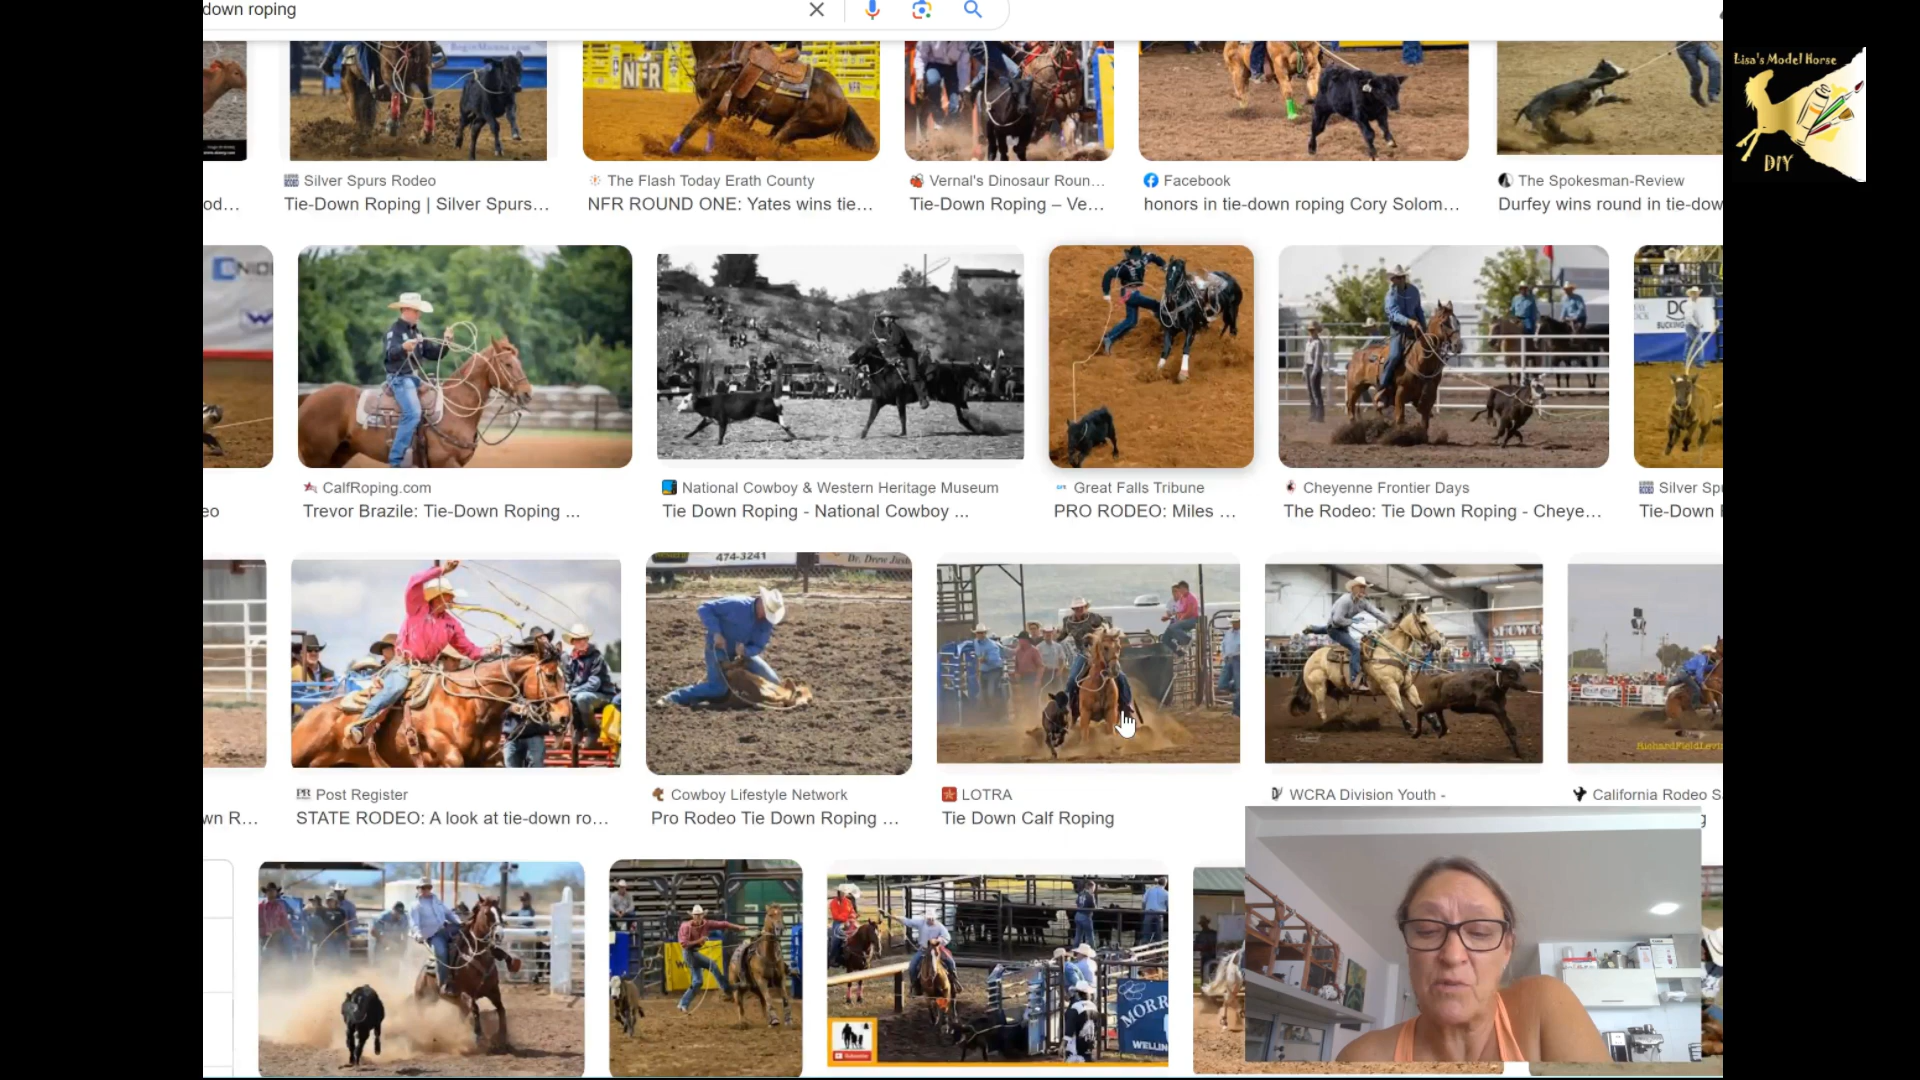 down roping
Lisa's Model Horse
DIY
NFR
Silver Spurs Rodeo
The Flash Today Erath County
Vernal's Dinosaur Roun...
Facebook
The Spokesman-Review
od...
Tie-Down Roping | Silver Spurs...
NFR ROUND ONE: Yates wins tie...
Tie-Down Roping – Ve...
honors in tie-down roping Cory Solom...
Durfey wins round in tie-dow
CalfRoping.com
National Cowboy & Western Heritage Museum
Great Falls Tribune
Cheyenne Frontier Days
Silver Sp
eo
Trevor Brazile: Tie-Down Roping ...
Tie Down Roping - National Cowboy ...
PRO RODEO: Miles ...
The Rodeo: Tie Down Roping - Cheye...
Tie-Down
474-3241
Post Register
Cowboy Lifestyle Network
LOTRA
WCRA Division Youth -
California Rodeo S
wn R...
STATE RODEO: A look at tie-down ro...
Pro Rodeo Tie Down Roping ...
Tie Down Calf Roping
MORR
WELLIN